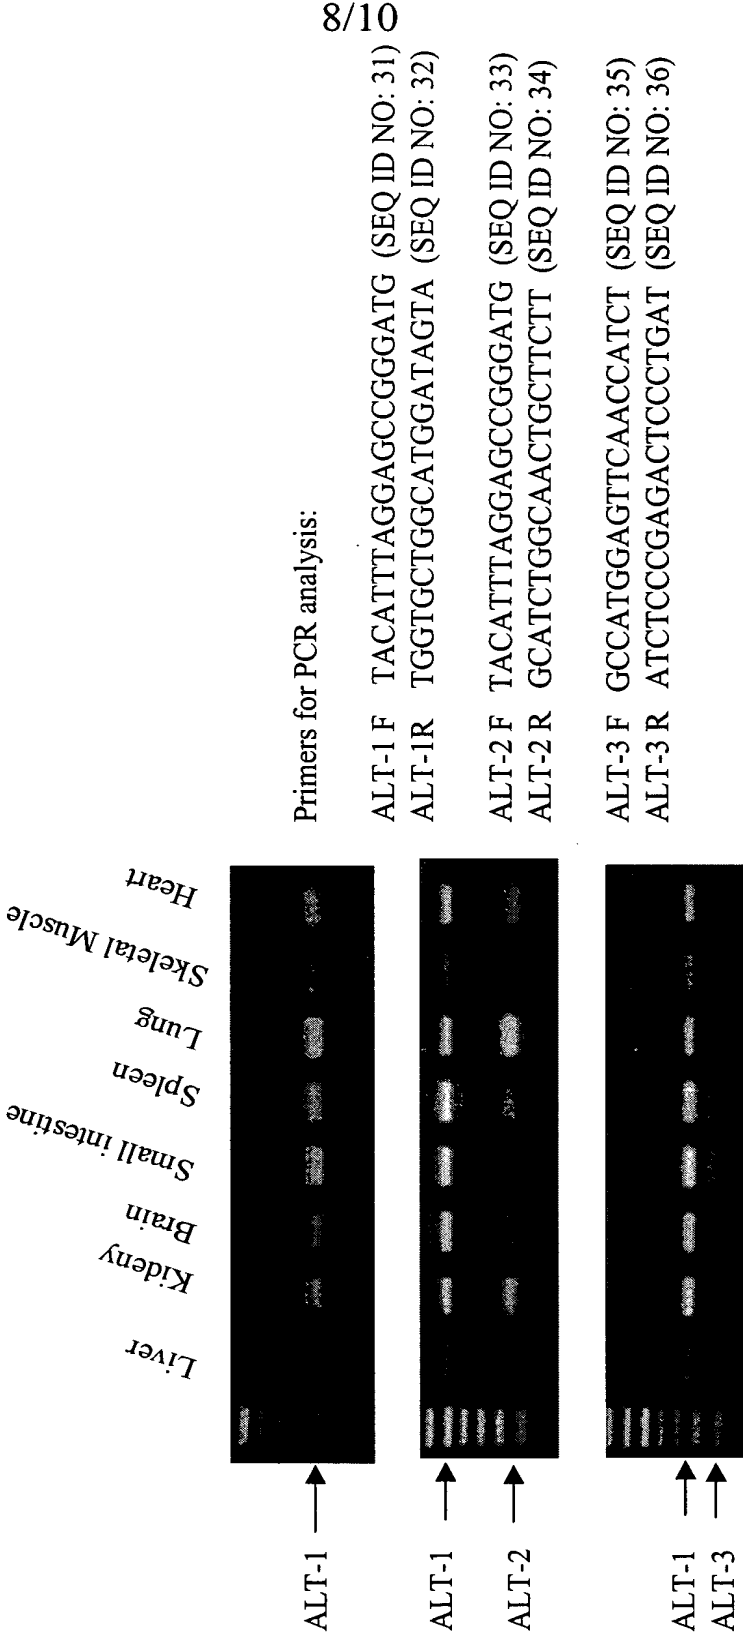 8/10
Liver
Kideny
Brain
Small intestine
Spleen
Lung
Skeletal Muscle
Heart
ALT-1
ALT-1
ALT-2
ALT-1
ALT-3
Primers for PCR analysis:
ALT-1 F TACATTTAGGAGCCGGGATG (SEQ ID NO: 31)
ALT-1R TGGTGCTGGCATGGATAGTA (SEQ ID NO: 32)
ALT-2 F TACATTTAGGAGCCGGGATG (SEQ ID NO: 33)
ALT-2 R GCATCTGGCAACTGCTTCTT (SEQ ID NO: 34)
ALT-3 F GCCATGGAGTTCAACCATCT (SEQ ID NO: 35)
ALT-3 R ATCTCCCGAGACTCCCTGAT (SEQ ID NO: 36)